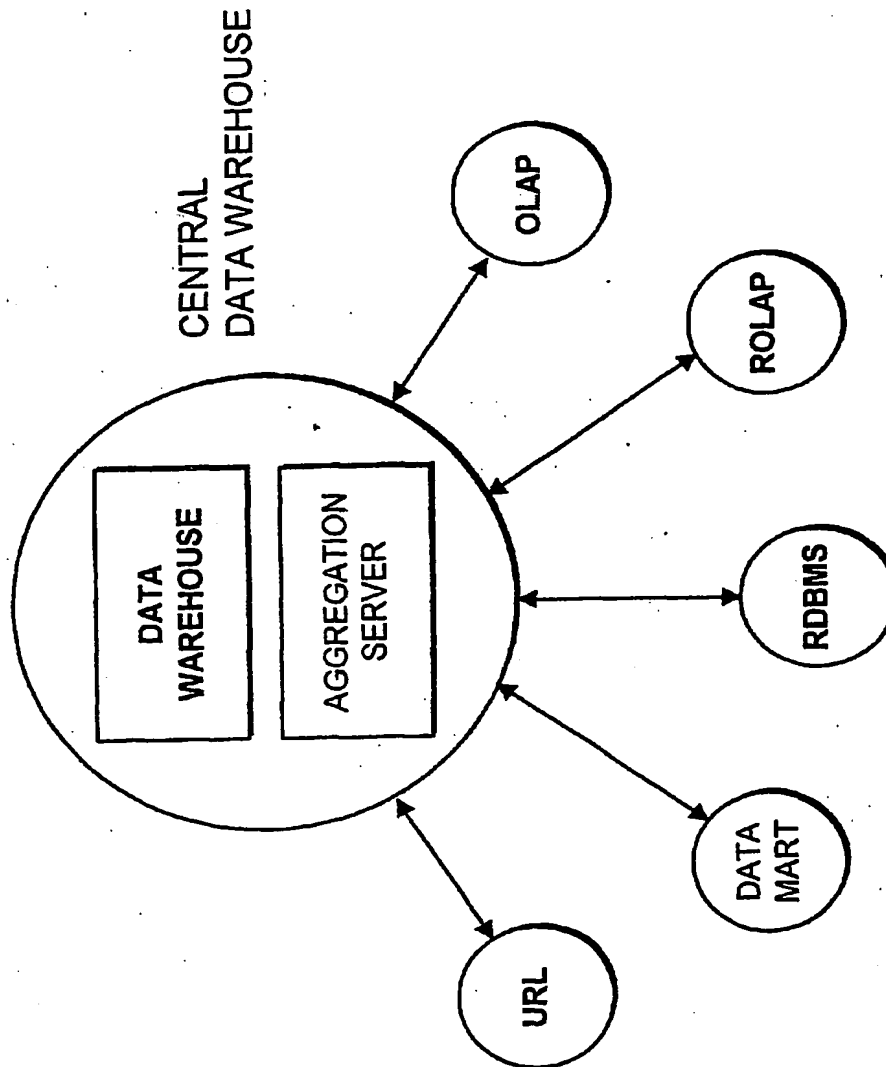 CENTRAL
DATA WAREHOUSE
DATA
WAREHOUSE
AGGREGATION
SERVER
URL
DATA
MART
RDBMS
ROLAP
OLAP